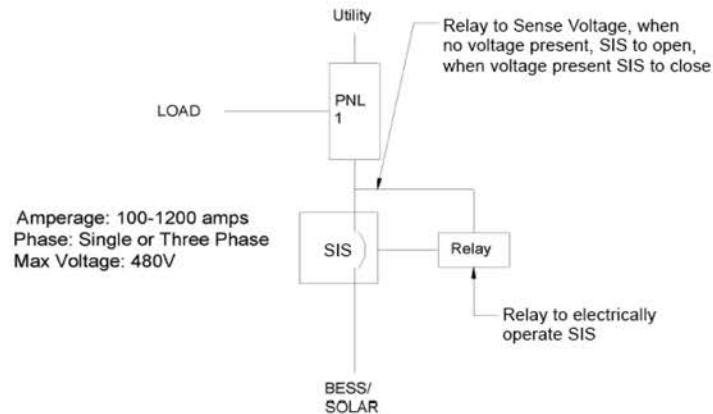 Utility
Relay to Sense Voltage, when
no voltage present, SIS to open,
when voltage present SIS to close
PNL
1
LOAD
Amperage: 100-1200 amps
Phase: Single or Three Phase
Max Voltage: 480V
SIS
Relay
Relay to electrically
operate SIS
BESS/
SOLAR